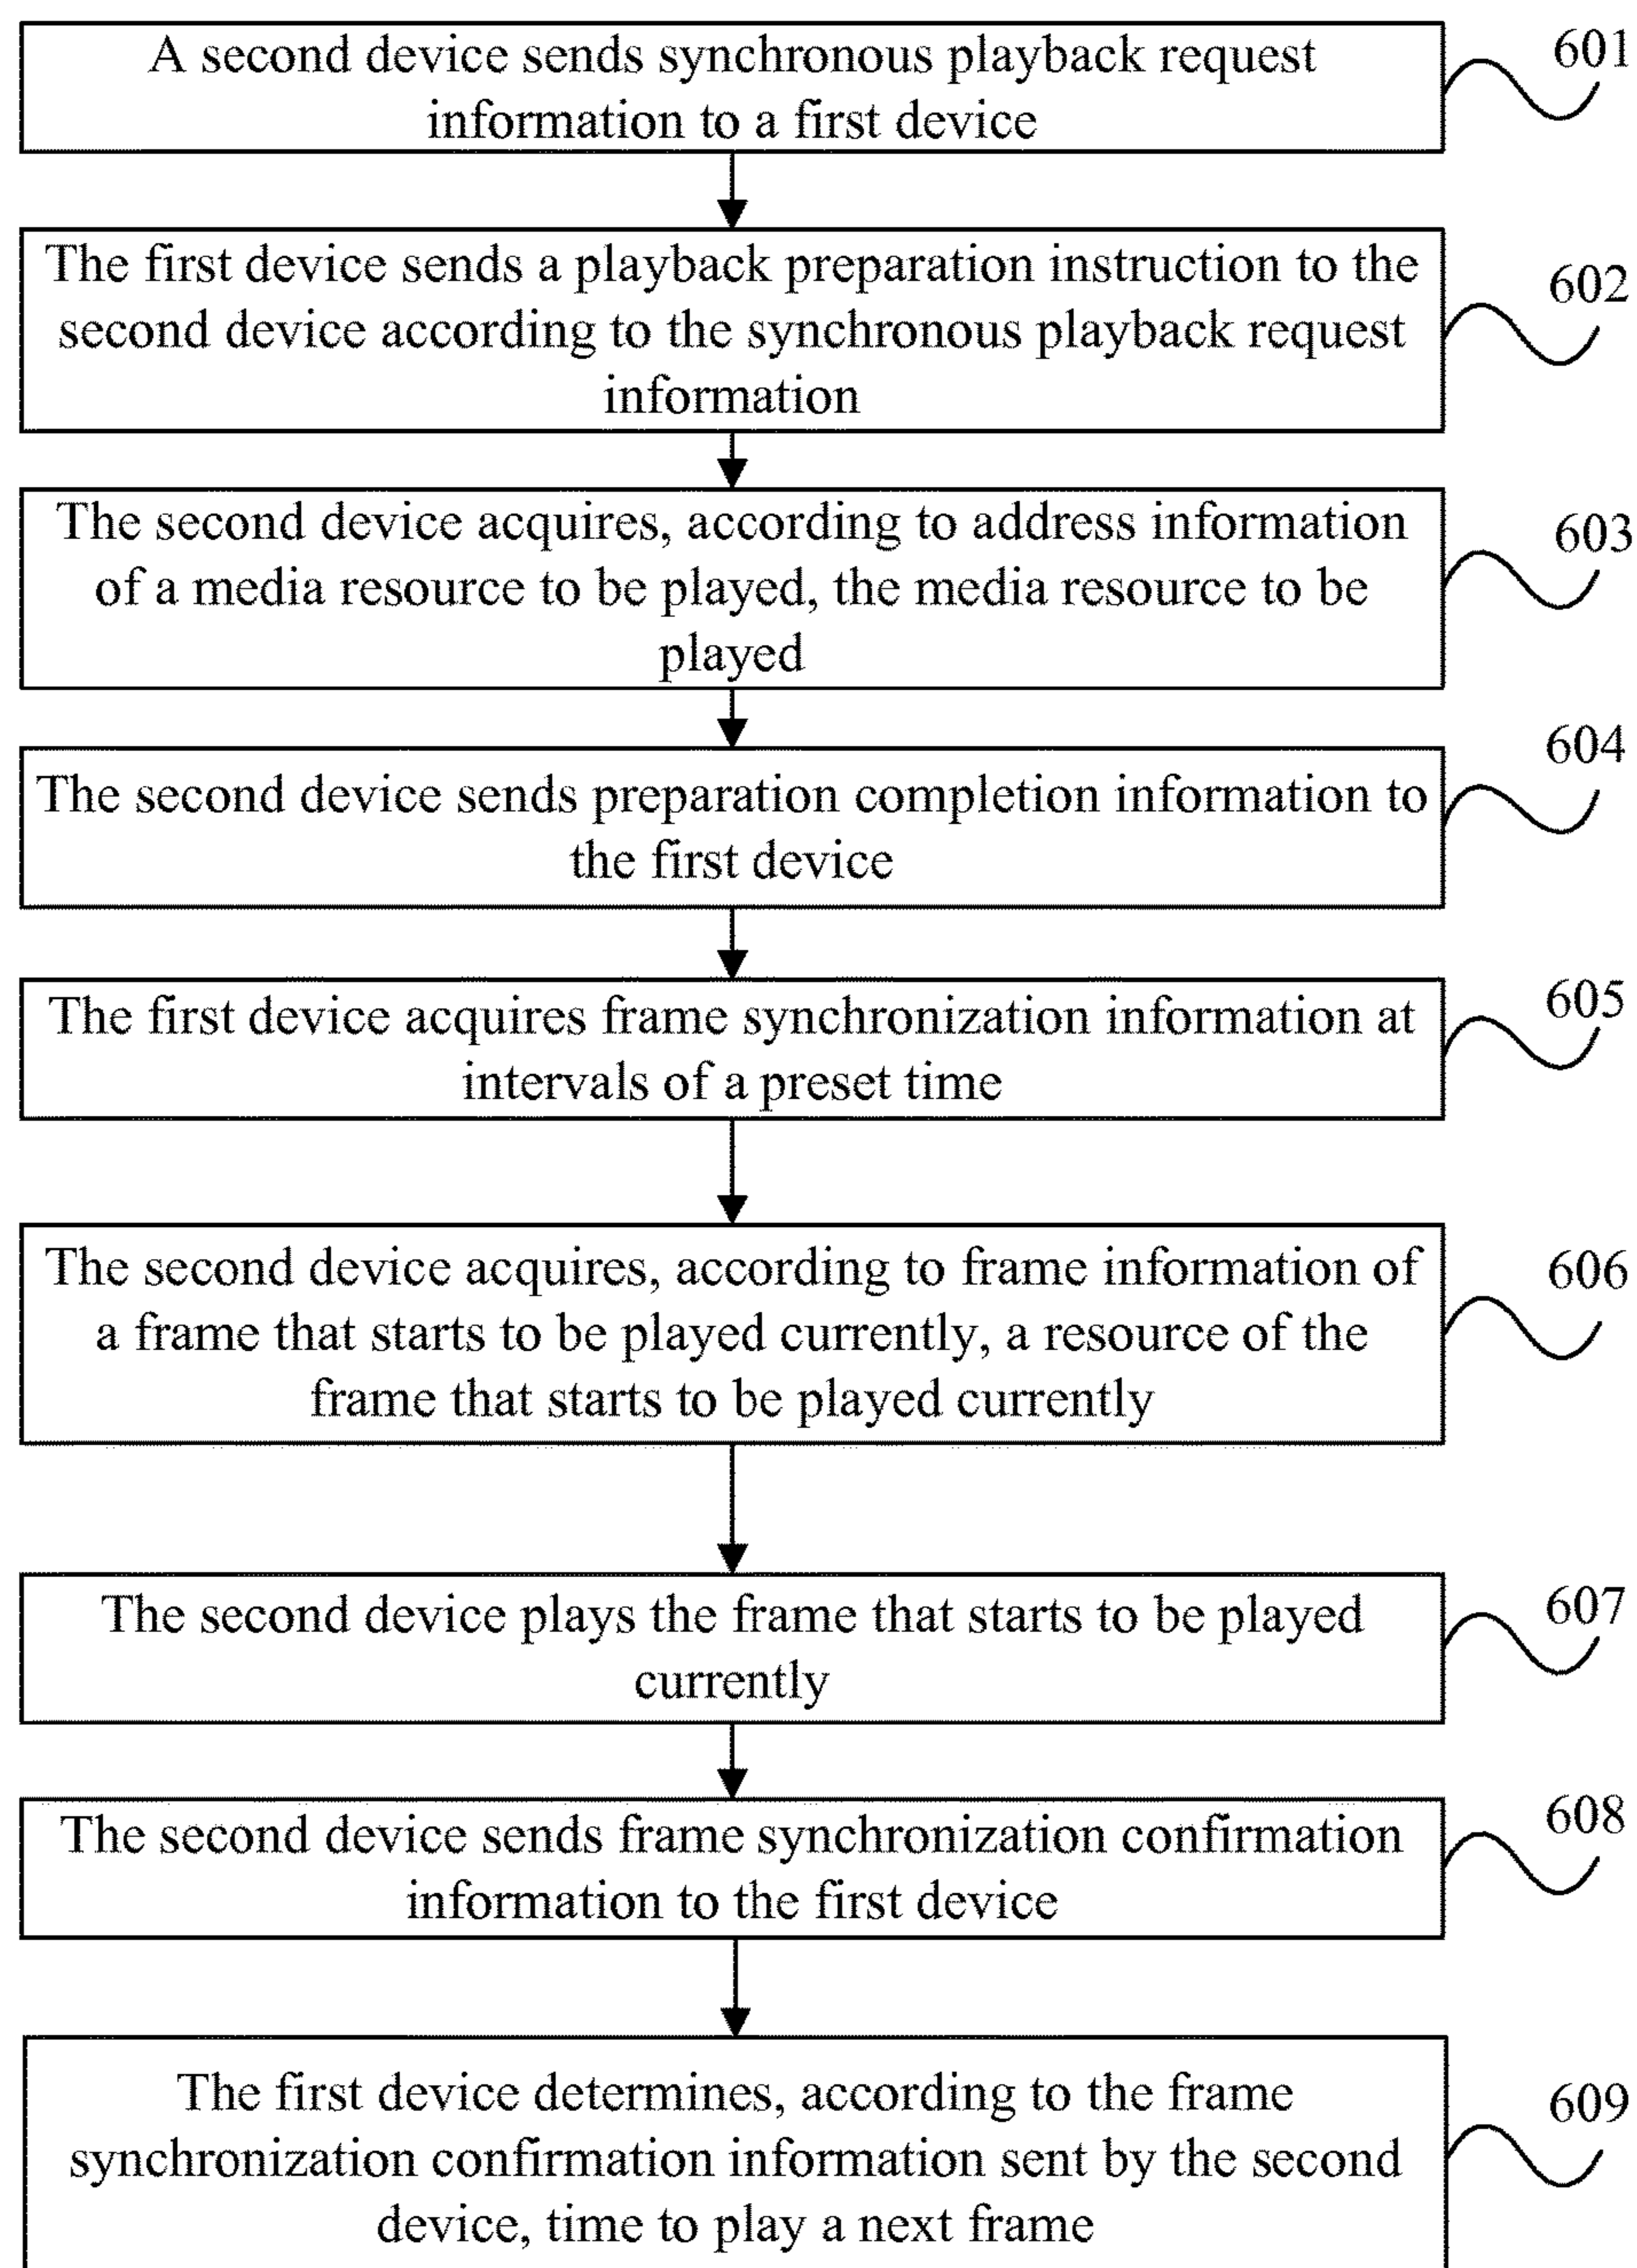 A second device sends synchronous playback request
information to a first device
601
The first device sends a playback preparation instruction to the
second device according to the synchronous playback request
information
602
The second device acquires, according to address information
of a media resource to be played, the media resource to be
played
603
The second device sends preparation completion information to
the first device
604
The first device acquires frame synchronization information at
intervals of a preset time
605
The second device acquires, according to frame information of
a frame that starts to be played currently, a resource of the
frame that starts to be played currently
606
The second device plays the frame that starts to be played
currently
607
The second device sends frame synchronization confirmation
information to the first device
608
The first device determines, according to the frame
synchronization confirmation information sent by the second
device, time to play a next frame
609